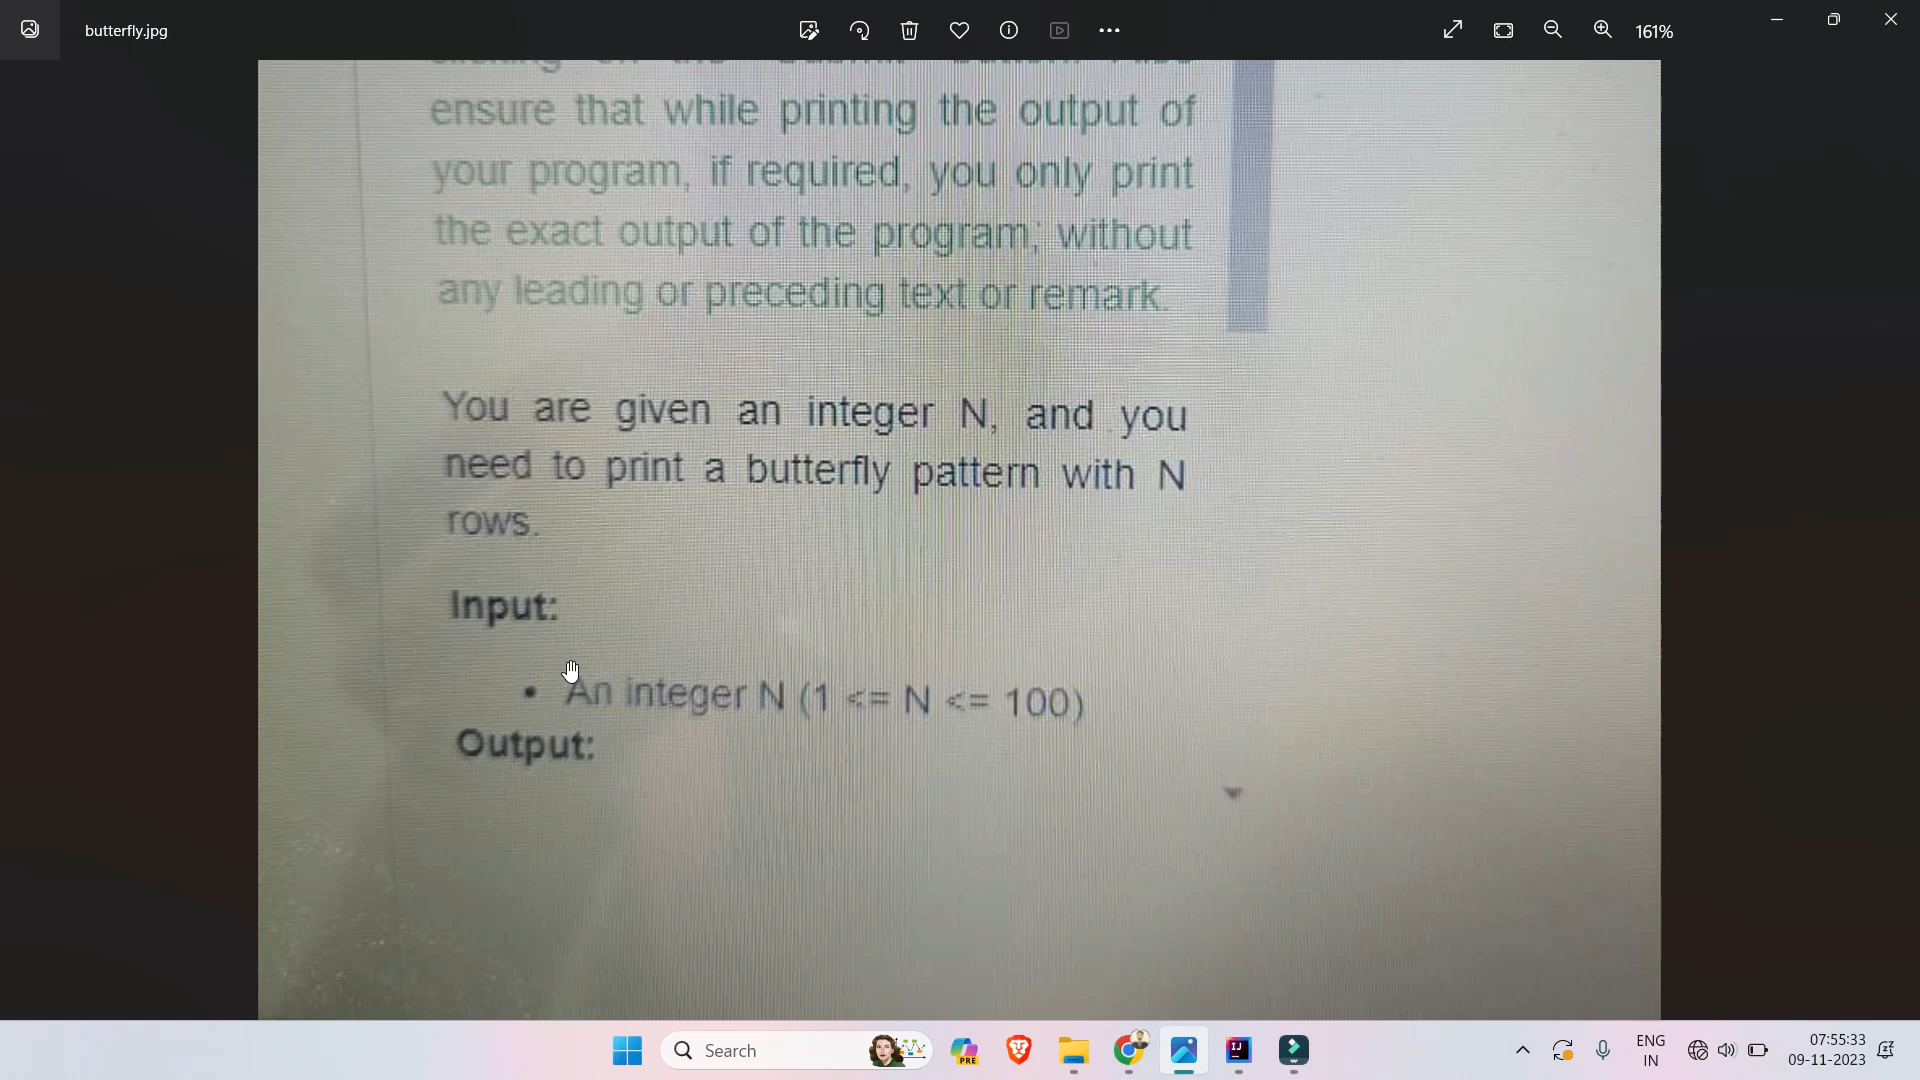 butterfly.jpg
161%
ensure that while printing the output of
your program, if required, you only print
the exact output of the program; without
any leading or preceding text or remark.
You are given an integer N, and you
need to print a butterfly pattern with N
rows.
Input:
• An integer N (1 <= N <= 100)
Output:
Search
PRE
IJ
ENG
IN
07:55:33
09-11-2023